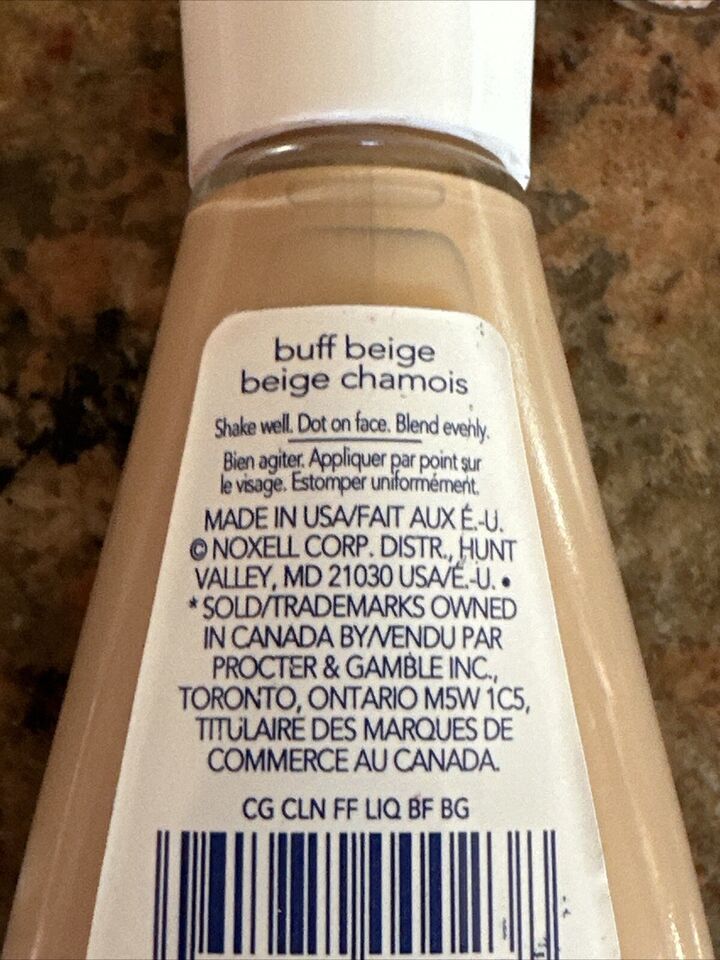 buff beige
beige chamois
Shake well. Dot on face. Blend evenly.
Bien agiter. Appliquer par point sur
le visage. Estomper uniformément.
MADE IN USA/FAIT AUX É.-U.
© NOXELL CORP. DISTR., HUNT
VALLEY, MD 21030 USA/É.-U. •
* SOLD/TRADEMARKS OWNED
IN CANADA BY/VENDU PAR
PROCTER & GAMBLE INC.,
TORONTO, ONTARIO M5W 1C5,
TITULAIRE DES MARQUES DE
COMMERCE AU CANADA.
CG CLN FF LIQ BF BG